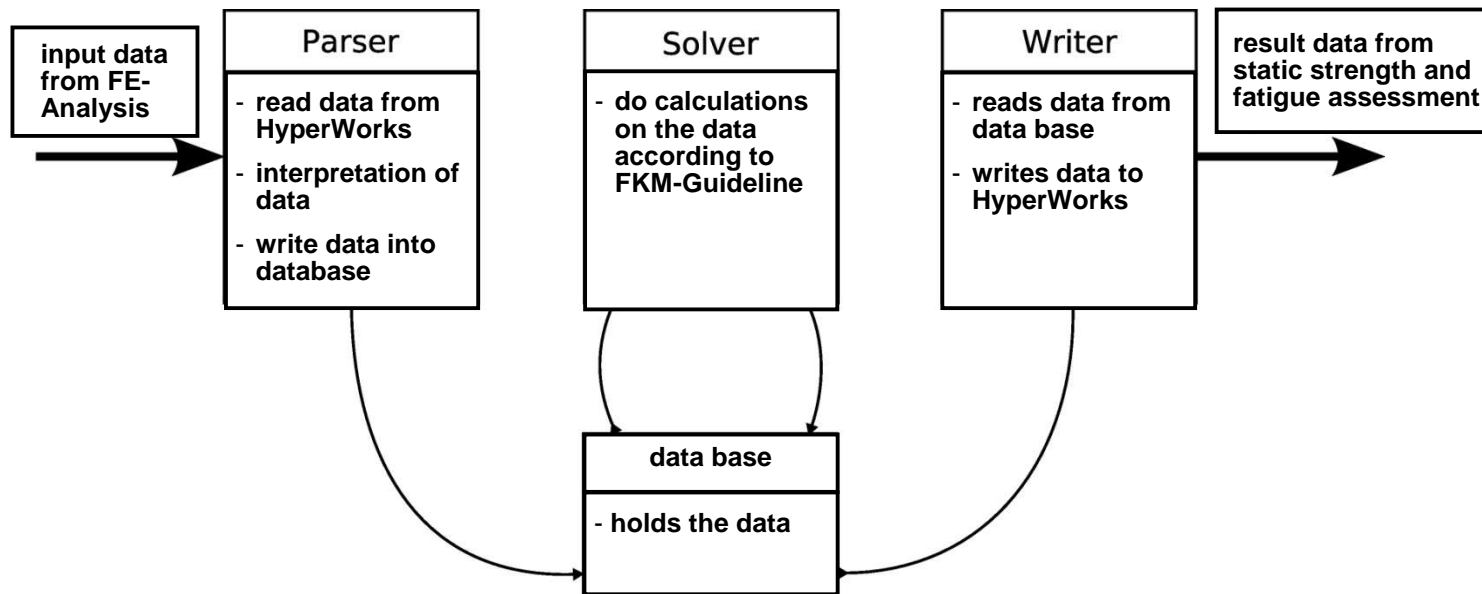 input data
from FE-
Analysis
Parser
- read data from
HyperWorks
- interpretation of
data
- write data into
database
Solver
- do calculations
on the data
according to
FKM-Guideline
Writer
- reads data from
data base
- writes data to
HyperWorks
result data from
static strength and
fatigue assessment
data base
- holds the data